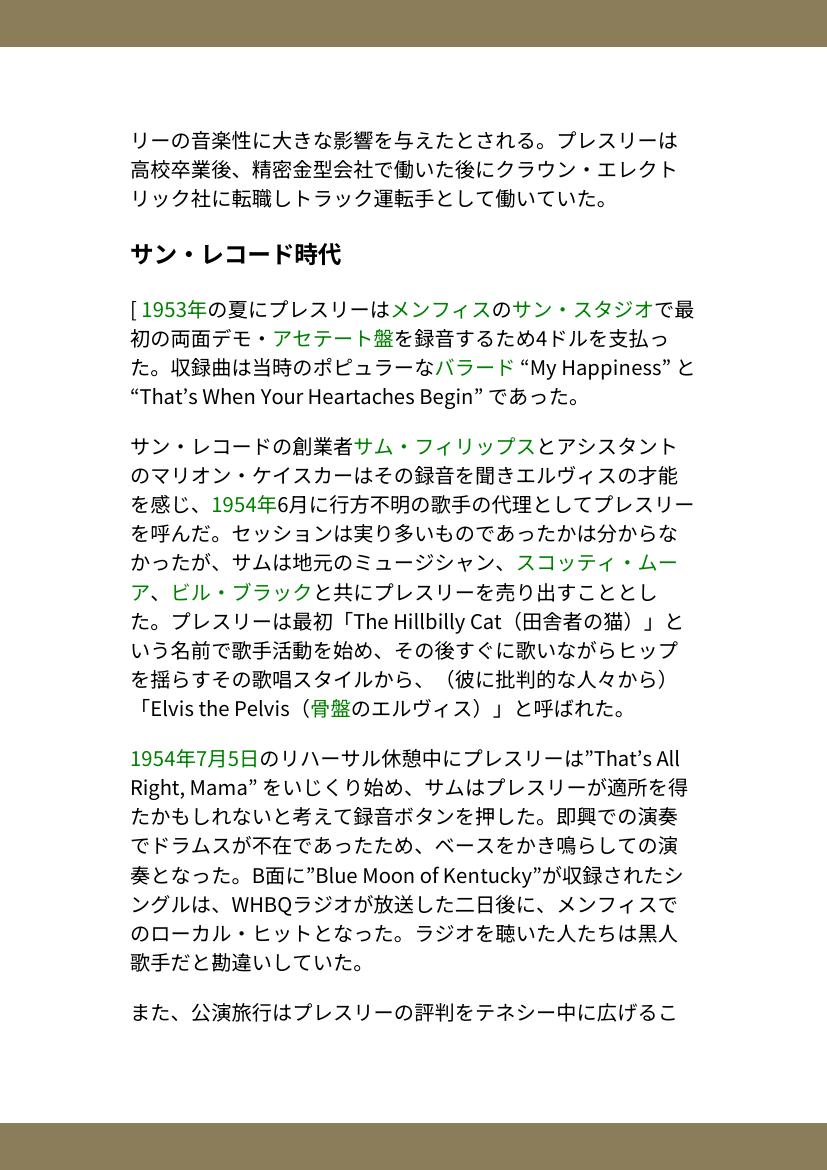 リーの音楽性に大きな影響を与えたとされる。プレスリーは
高校卒業後、精密金型会社で働いた後にクラウン・エレクト
リック社に転職しトラック運転手として働いていた。
サン・レコード時代
[ 1953年の夏にプレスリーはメンフィスのサン・スタジオで最
初の両面デモ・アセテート盤を録音するため4ドルを支払っ
た。収録曲は当時のポピュラーなバラード “My Happiness” と
“That’s When Your Heartaches Begin” であった。
サン・レコードの創業者サム・フィリップスとアシスタント
のマリオン・ケイスカーはその録音を聞きエルヴィスの才能
を感じ、1954年6月に行方不明の歌手の代理としてプレスリー
を呼んだ。セッションは実り多いものであったかは分からな
かったが、サムは地元のミュージシャン、スコッティ・ムー
ア、ビル・ブラックと共にプレスリーを売り出すこととし
た。プレスリーは最初「The Hillbilly Cat（田舎者の猫）」と
いう名前で歌手活動を始め、その後すぐに歌いながらヒップ
を揺らすその歌唱スタイルから、（彼に批判的な人々から）
「Elvis the Pelvis（骨盤のエルヴィス）」と呼ばれた。
1954年7月5日のリハーサル休憩中にプレスリーは”That’s All
Right, Mama” をいじくり始め、サムはプレスリーが適所を得
たかもしれないと考えて録音ボタンを押した。即興での演奏
でドラムスが不在であったため、ベースをかき鳴らしての演
奏となった。B面に”Blue Moon of Kentucky”が収録されたシ
ングルは、WHBQラジオが放送した二日後に、メンフィスで
のローカル・ヒットとなった。ラジオを聴いた人たちは黒人
歌手だと勘違いしていた。
また、公演旅行はプレスリーの評判をテネシー中に広げるこ